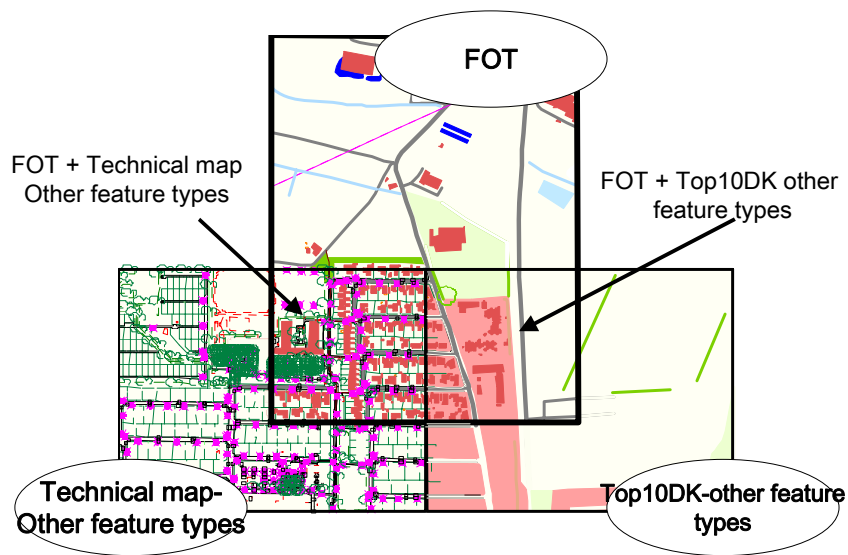 FOT
FOT + Technical map
Other feature types
FOT + Top10DK other
feature types
Technical map-
Other feature types
Top10DK-other feature
types